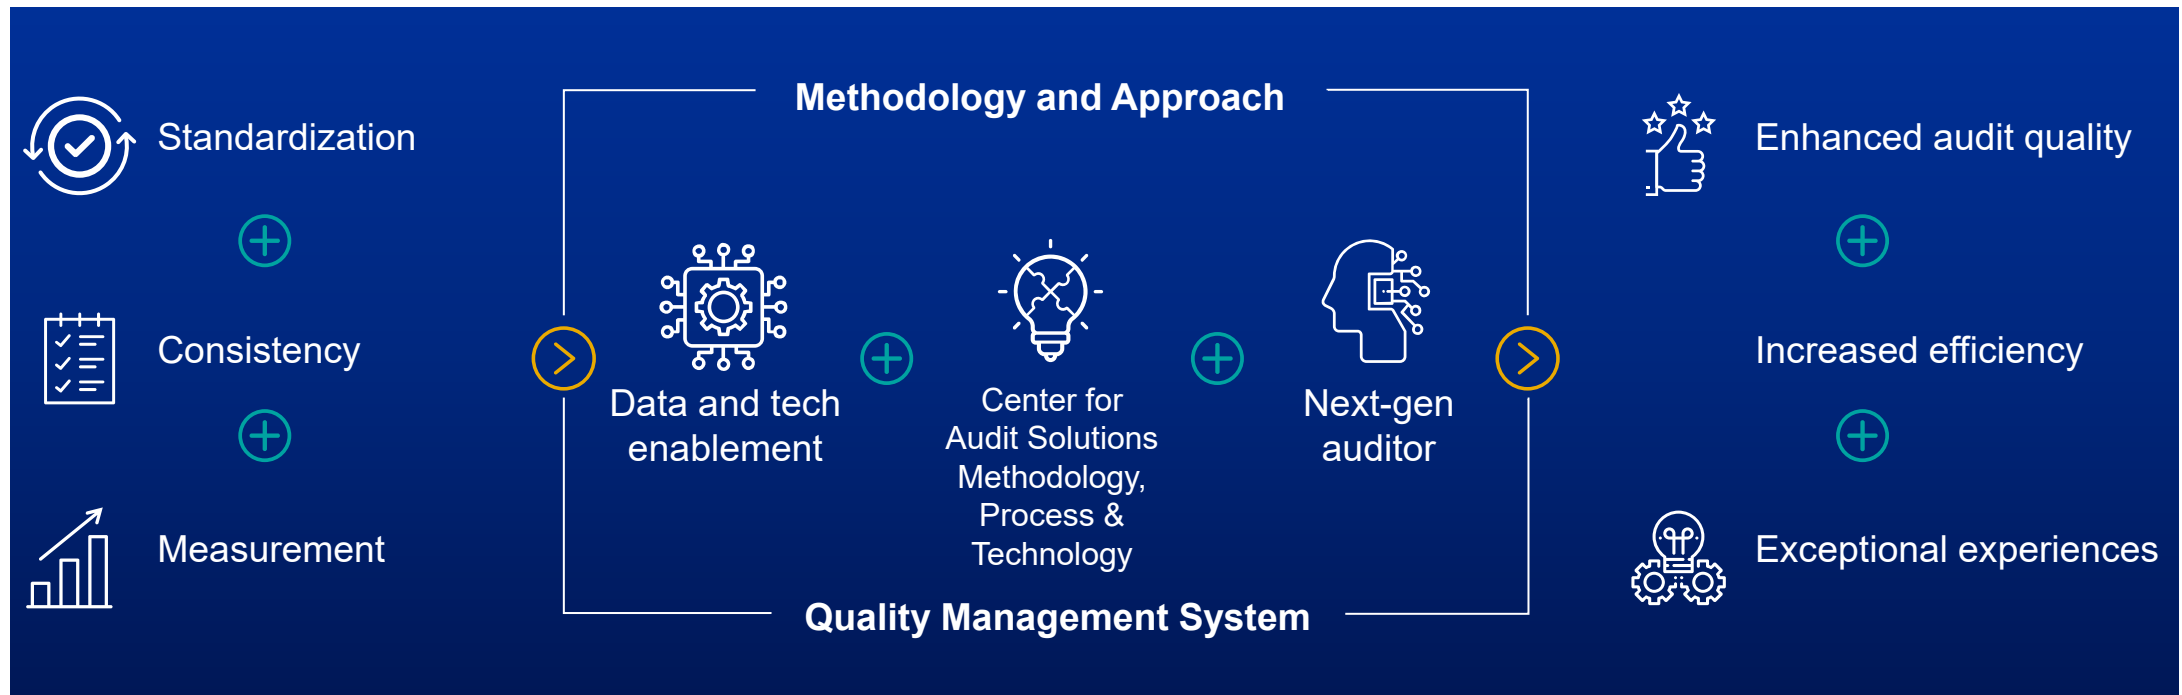 Standardization
Consistency
Measurement
Methodology and Approach
Data and tech
enablement
Center for
Audit Solutions
Methodology,
Process &
Technology
Next-gen
auditor
Quality Management System
Enhanced audit quality
Increased efficiency
Exceptional experiences